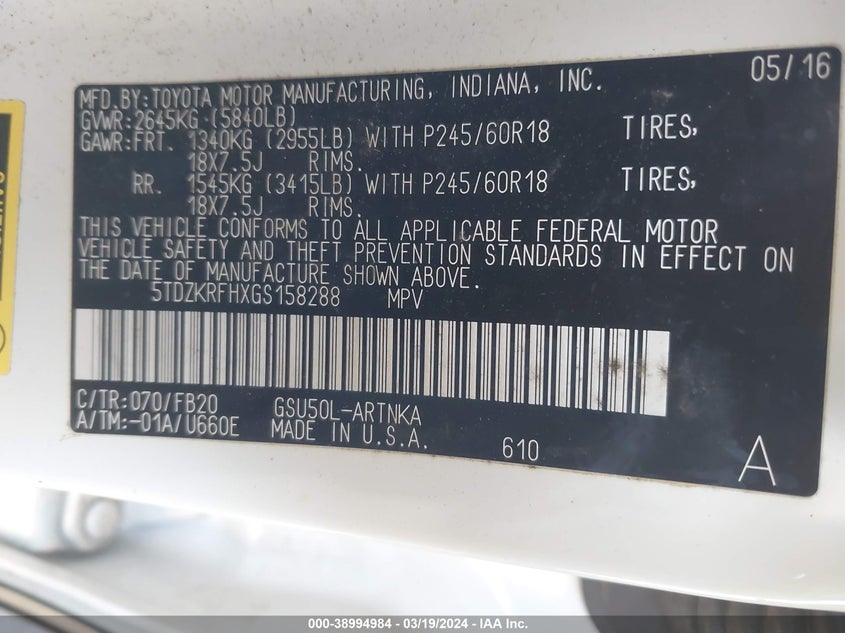 05/16
MFD.BY:TOYOTA MOTOR MANUFACTURING, INDIANA, INC.
GVWR:2645KG (5840LB)
GAWR:FRT. 1340KG (2955LB) WITH P245/60R18 TIRES,
18X7.5J RIMS.
RR. 1545KG (3415LB) WITH P245/60R18 TIRES,
18X7.5J RIMS.
THIS VEHICLE CONFORMS TO ALL APPLICABLE FEDERAL MOTOR
VEHICLE SAFETY AND THEFT PREVENTION STANDARDS IN EFFECT ON
THE DATE OF MANUFACTURE SHOWN ABOVE.
5TDZKRFHXGS158288 MPV
C/TR:070/FB20 GSU50L-ARTNKA
A/TM:-01A/U660E MADE IN U.S.A. 610
A
000-38994984 - 03/19/2024 - IAA Inc.